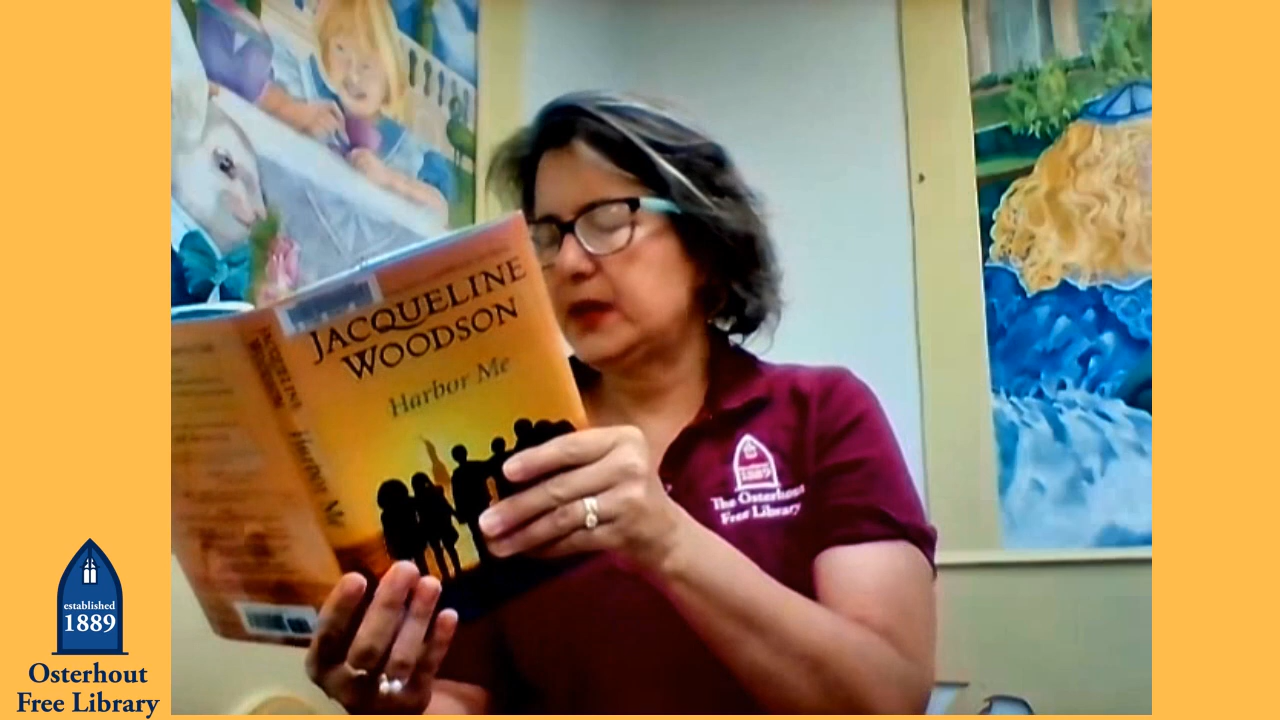 JACQUELINE
WOODSON
Harbor Me
JACQUELINE
WOODSON
Harbor Me
1889
The Osterhout
Free Library
established
1889
Osterhout
Free Library